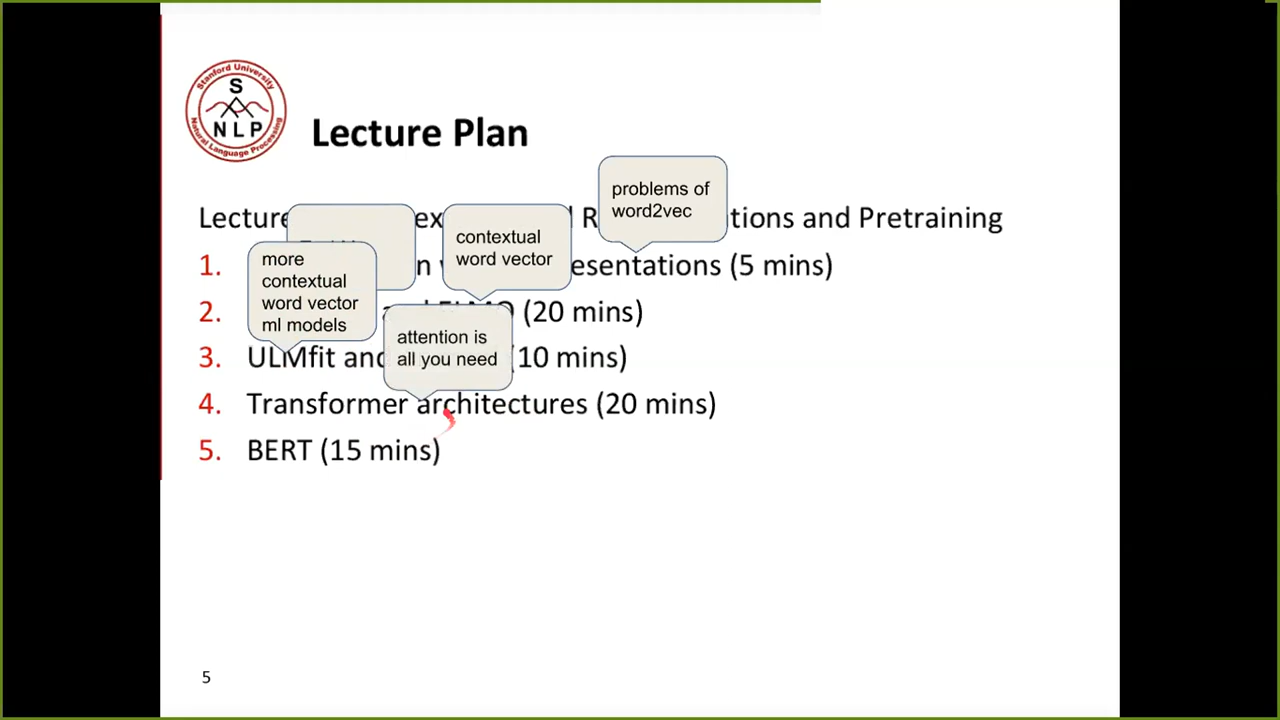 Stanford University
S
NLP
Natural Language Processing
Lecture Plan
problems of
word2vec
Lecture and Pretraining
contextual
word vector
1. (5 mins)
more
contextual
word vector
ml models
2. (20 mins)
attention is
all you need
3. ULMfit and (10 mins)
4. Transformer architectures (20 mins)
5. BERT (15 mins)
5